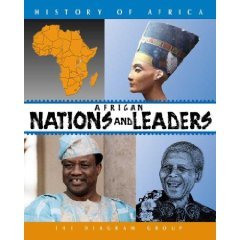 HISTORY OF AFRICA
AFRICAN
NATIONS AND LEADERS
THE DIAGRAM GROUP